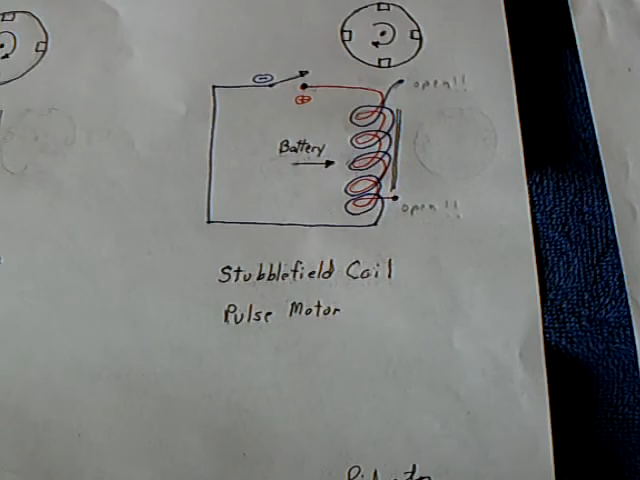 ⊖
⊕
open!!
Battery
open!!
Stubblefield Coil
Pulse Motor